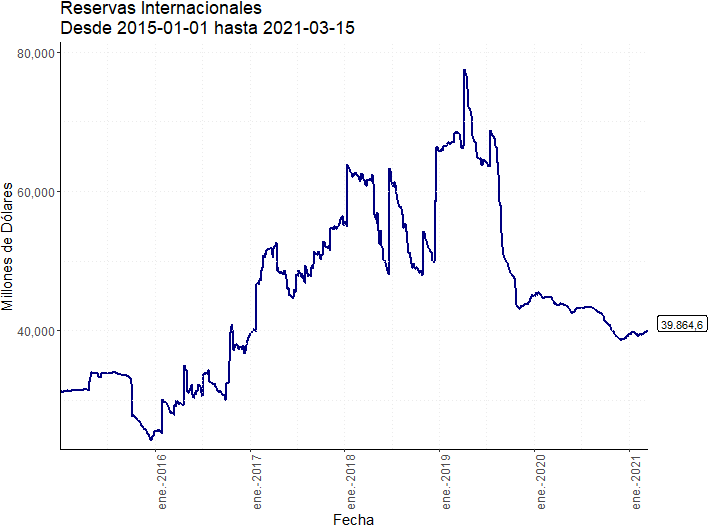 Reservas Internacionales
Desde 2015-01-01 hasta 2021-03-15
Millones de Dólares
80,000
60,000
40,000
39.864,6
ene.-2016
ene.-2017
ene.-2018
ene.-2019
ene.-2020
ene.-2021
Fecha